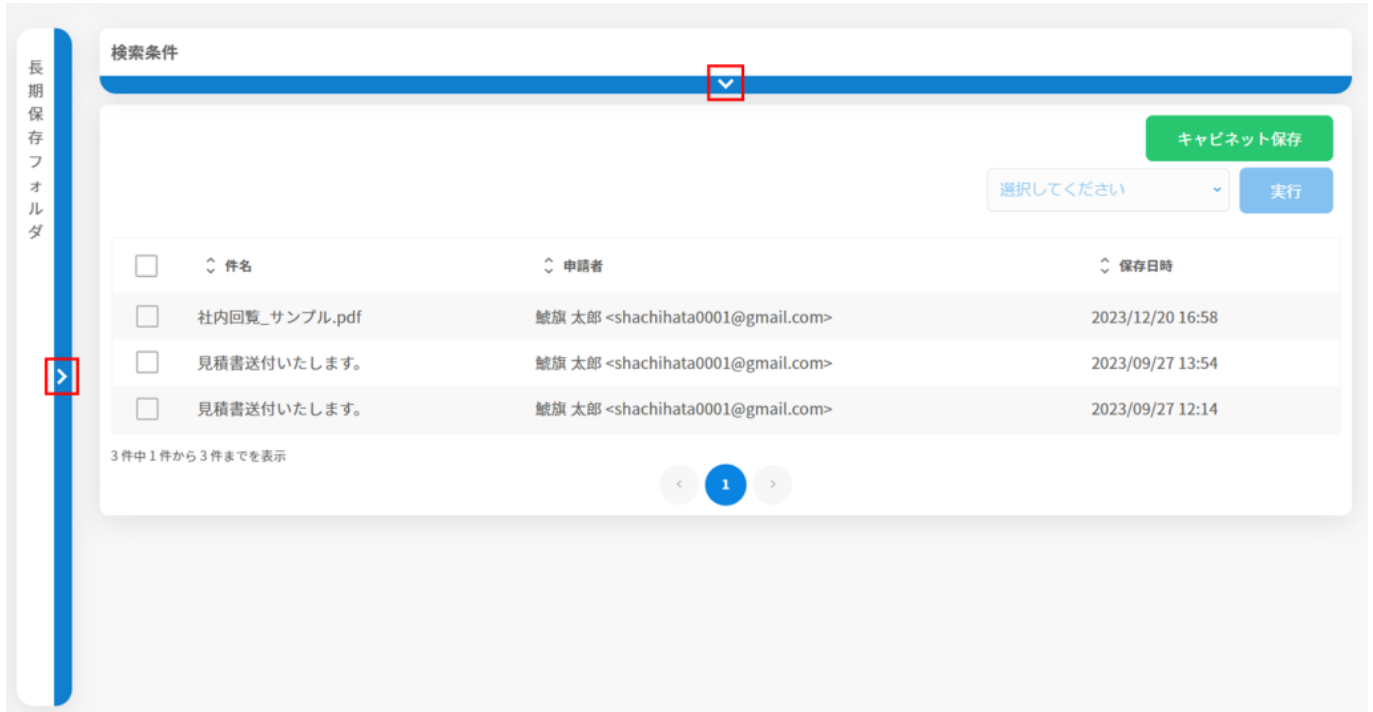 長期保存フォルダ
検索条件
キャビネット保存
選択してください
実行
件名 申請者 保存日時
社内回覧_サンプル.pdf 鯱旗 太郎 <shachihata0001@gmail.com> 2023/12/20 16:58
見積書送付いたします。 鯱旗 太郎 <shachihata0001@gmail.com> 2023/09/27 13:54
見積書送付いたします。 鯱旗 太郎 <shachihata0001@gmail.com> 2023/09/27 12:14
3 件中 1 件から 3 件までを表示
1